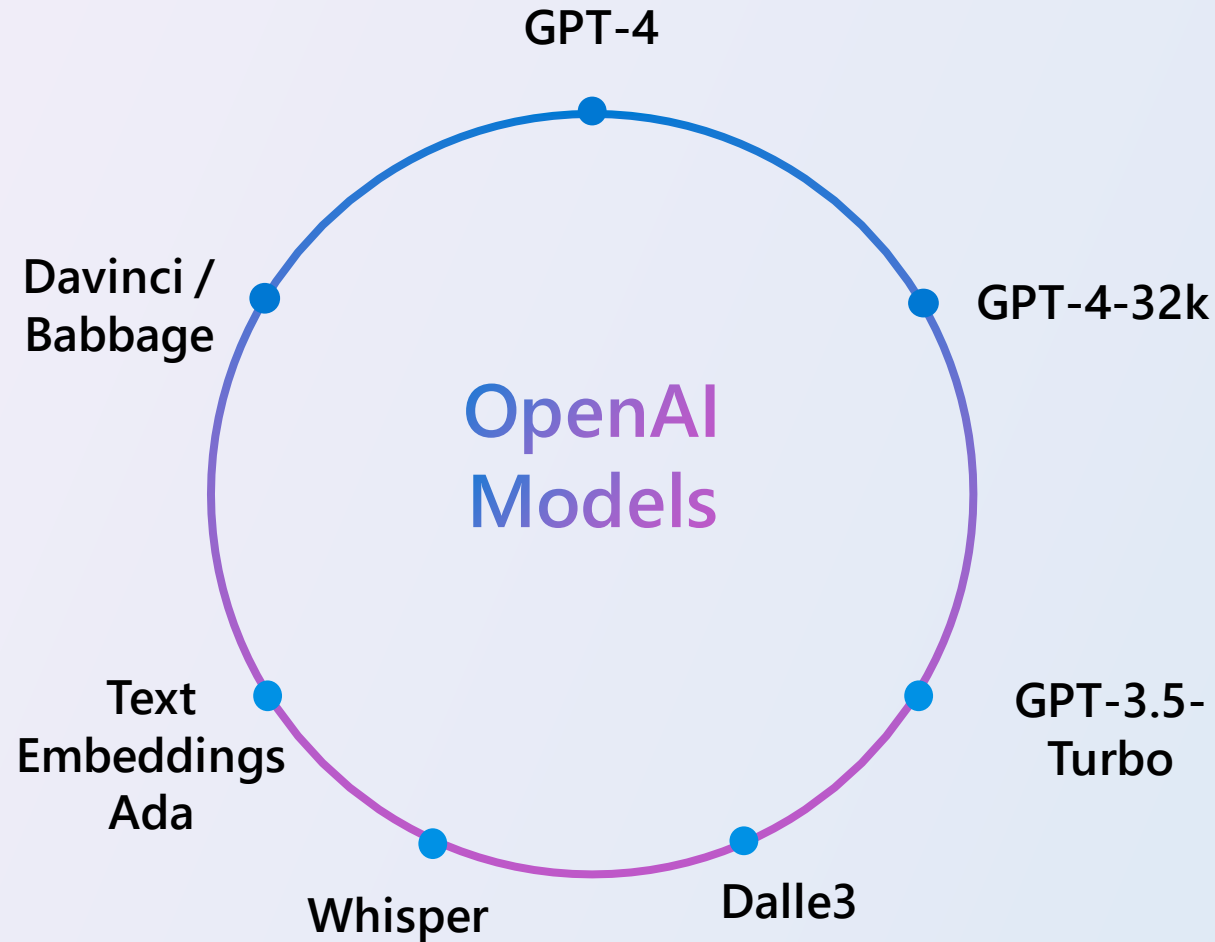 GPT-4
Davinci /
Babbage
GPT-4-32k
OpenAI
Models
Text
Embeddings
Ada
GPT-3.5-
Turbo
Whisper
Dalle3